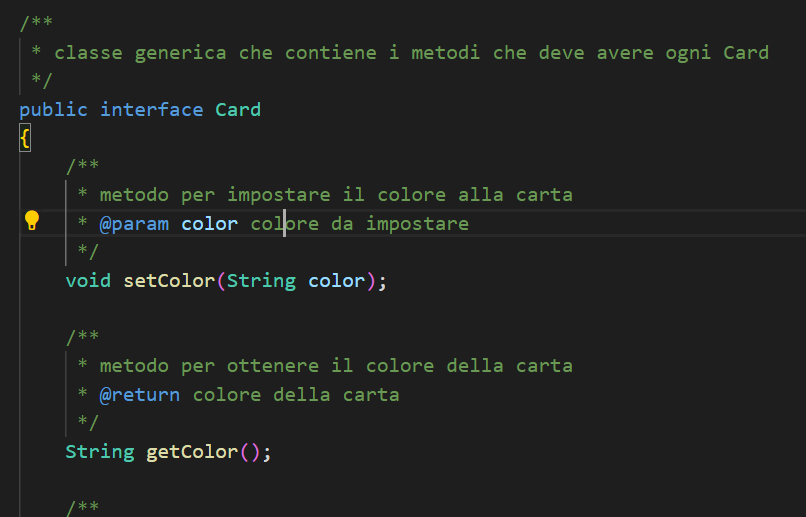 /**
 * classe generica che contiene i metodi che deve avere ogni Card
 */
public interface Card
{
    /**
     * metodo per impostare il colore alla carta
     * @param color colore da impostare
     */
    void setColor(String color);
    /**
     * metodo per ottenere il colore della carta
     * @return colore della carta
     */
    String getColor();
    /**